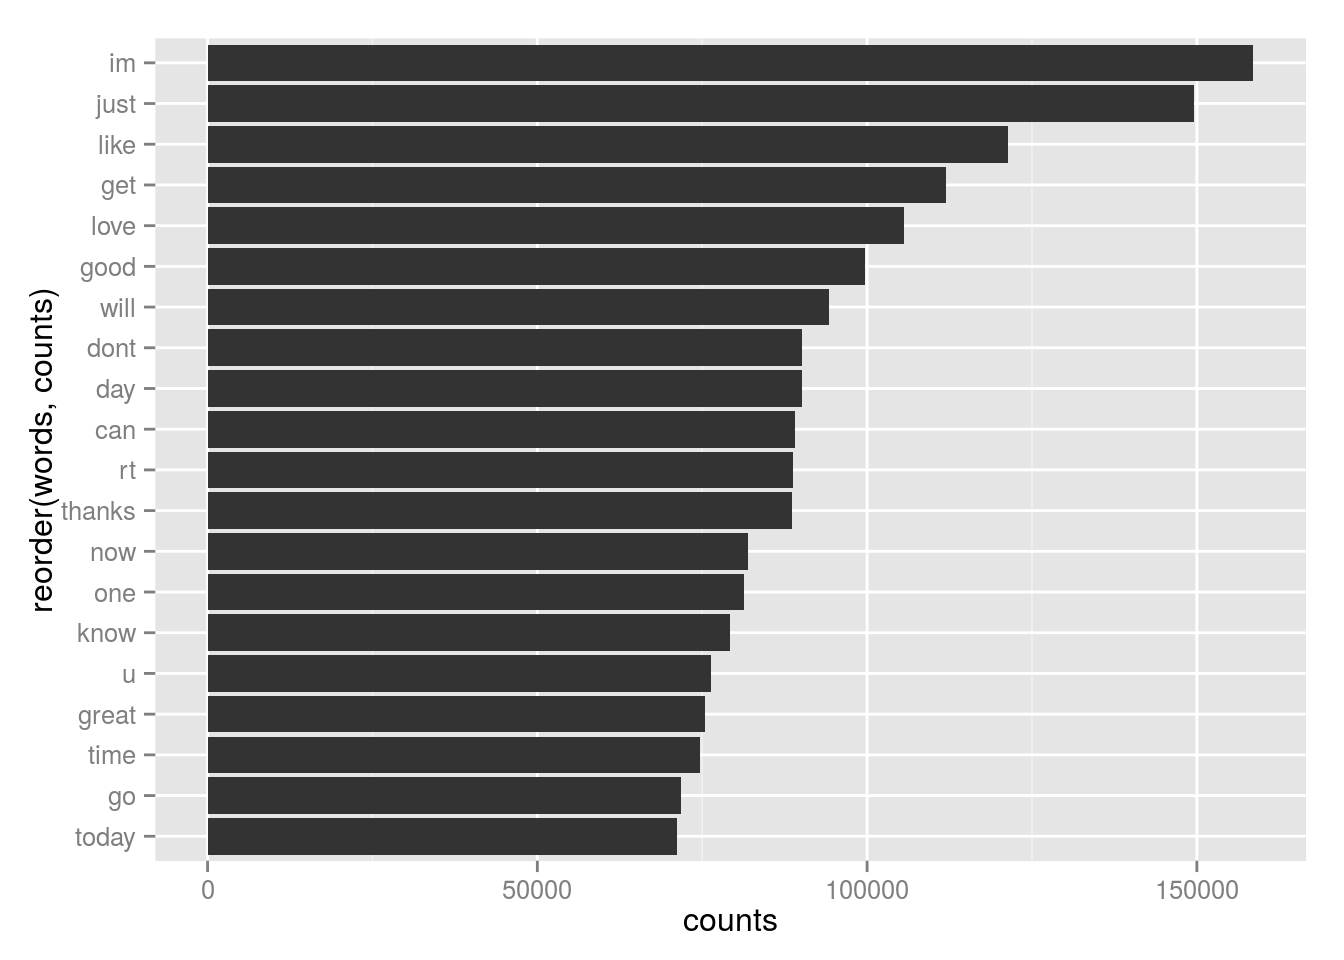 im
just
like
get
love
good
will
dont
day
can
rt
thanks
now
one
know
u
great
time
go
today
reorder(words, counts)
0 50000 100000 150000
counts